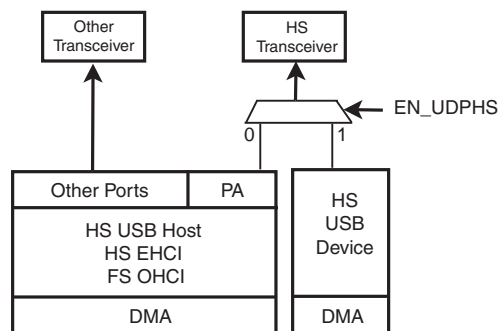 Other
Transceiver
HS
Transceiver
EN_UDPHS
0
1
Other Ports
PA
HS
USB
Device
HS USB Host
HS EHCI
FS OHCI
DMA
DMA